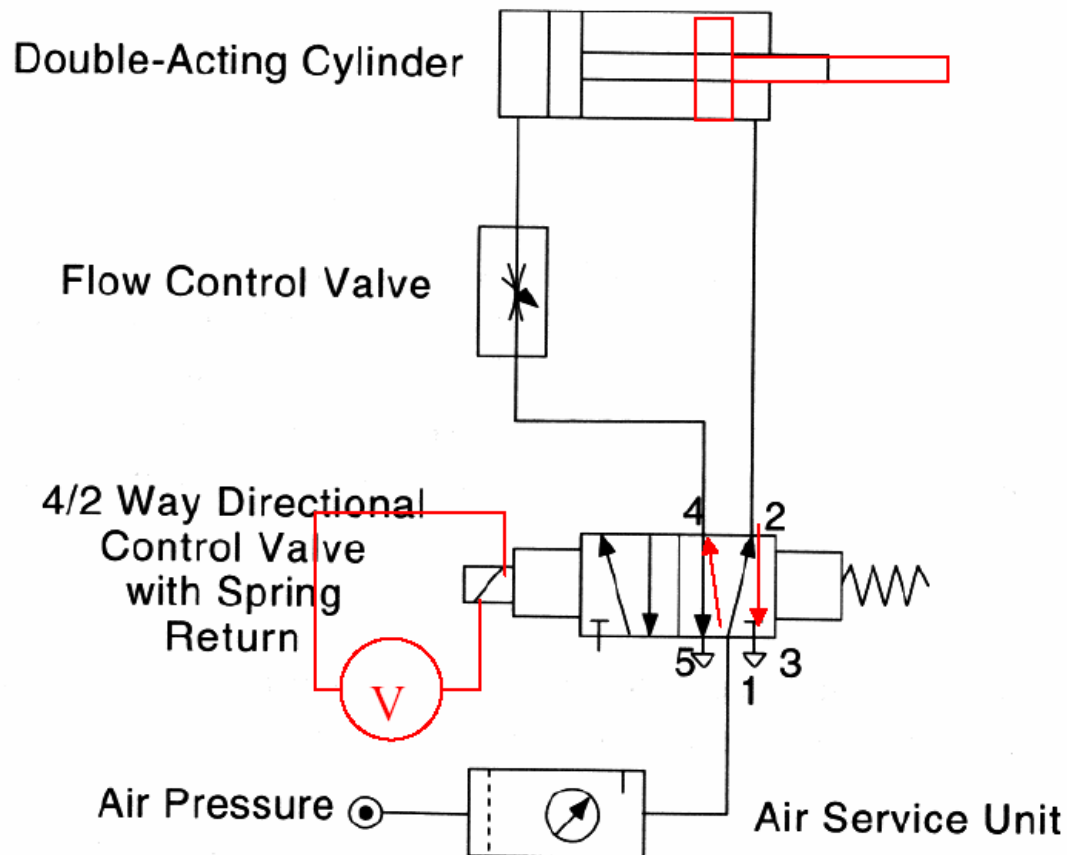 Double-Acting Cylinder
Flow Control Valve
4/2 Way Directional
Control Valve
with Spring
Return
4
2
5
3
1
V
Air Pressure
Air Service Unit